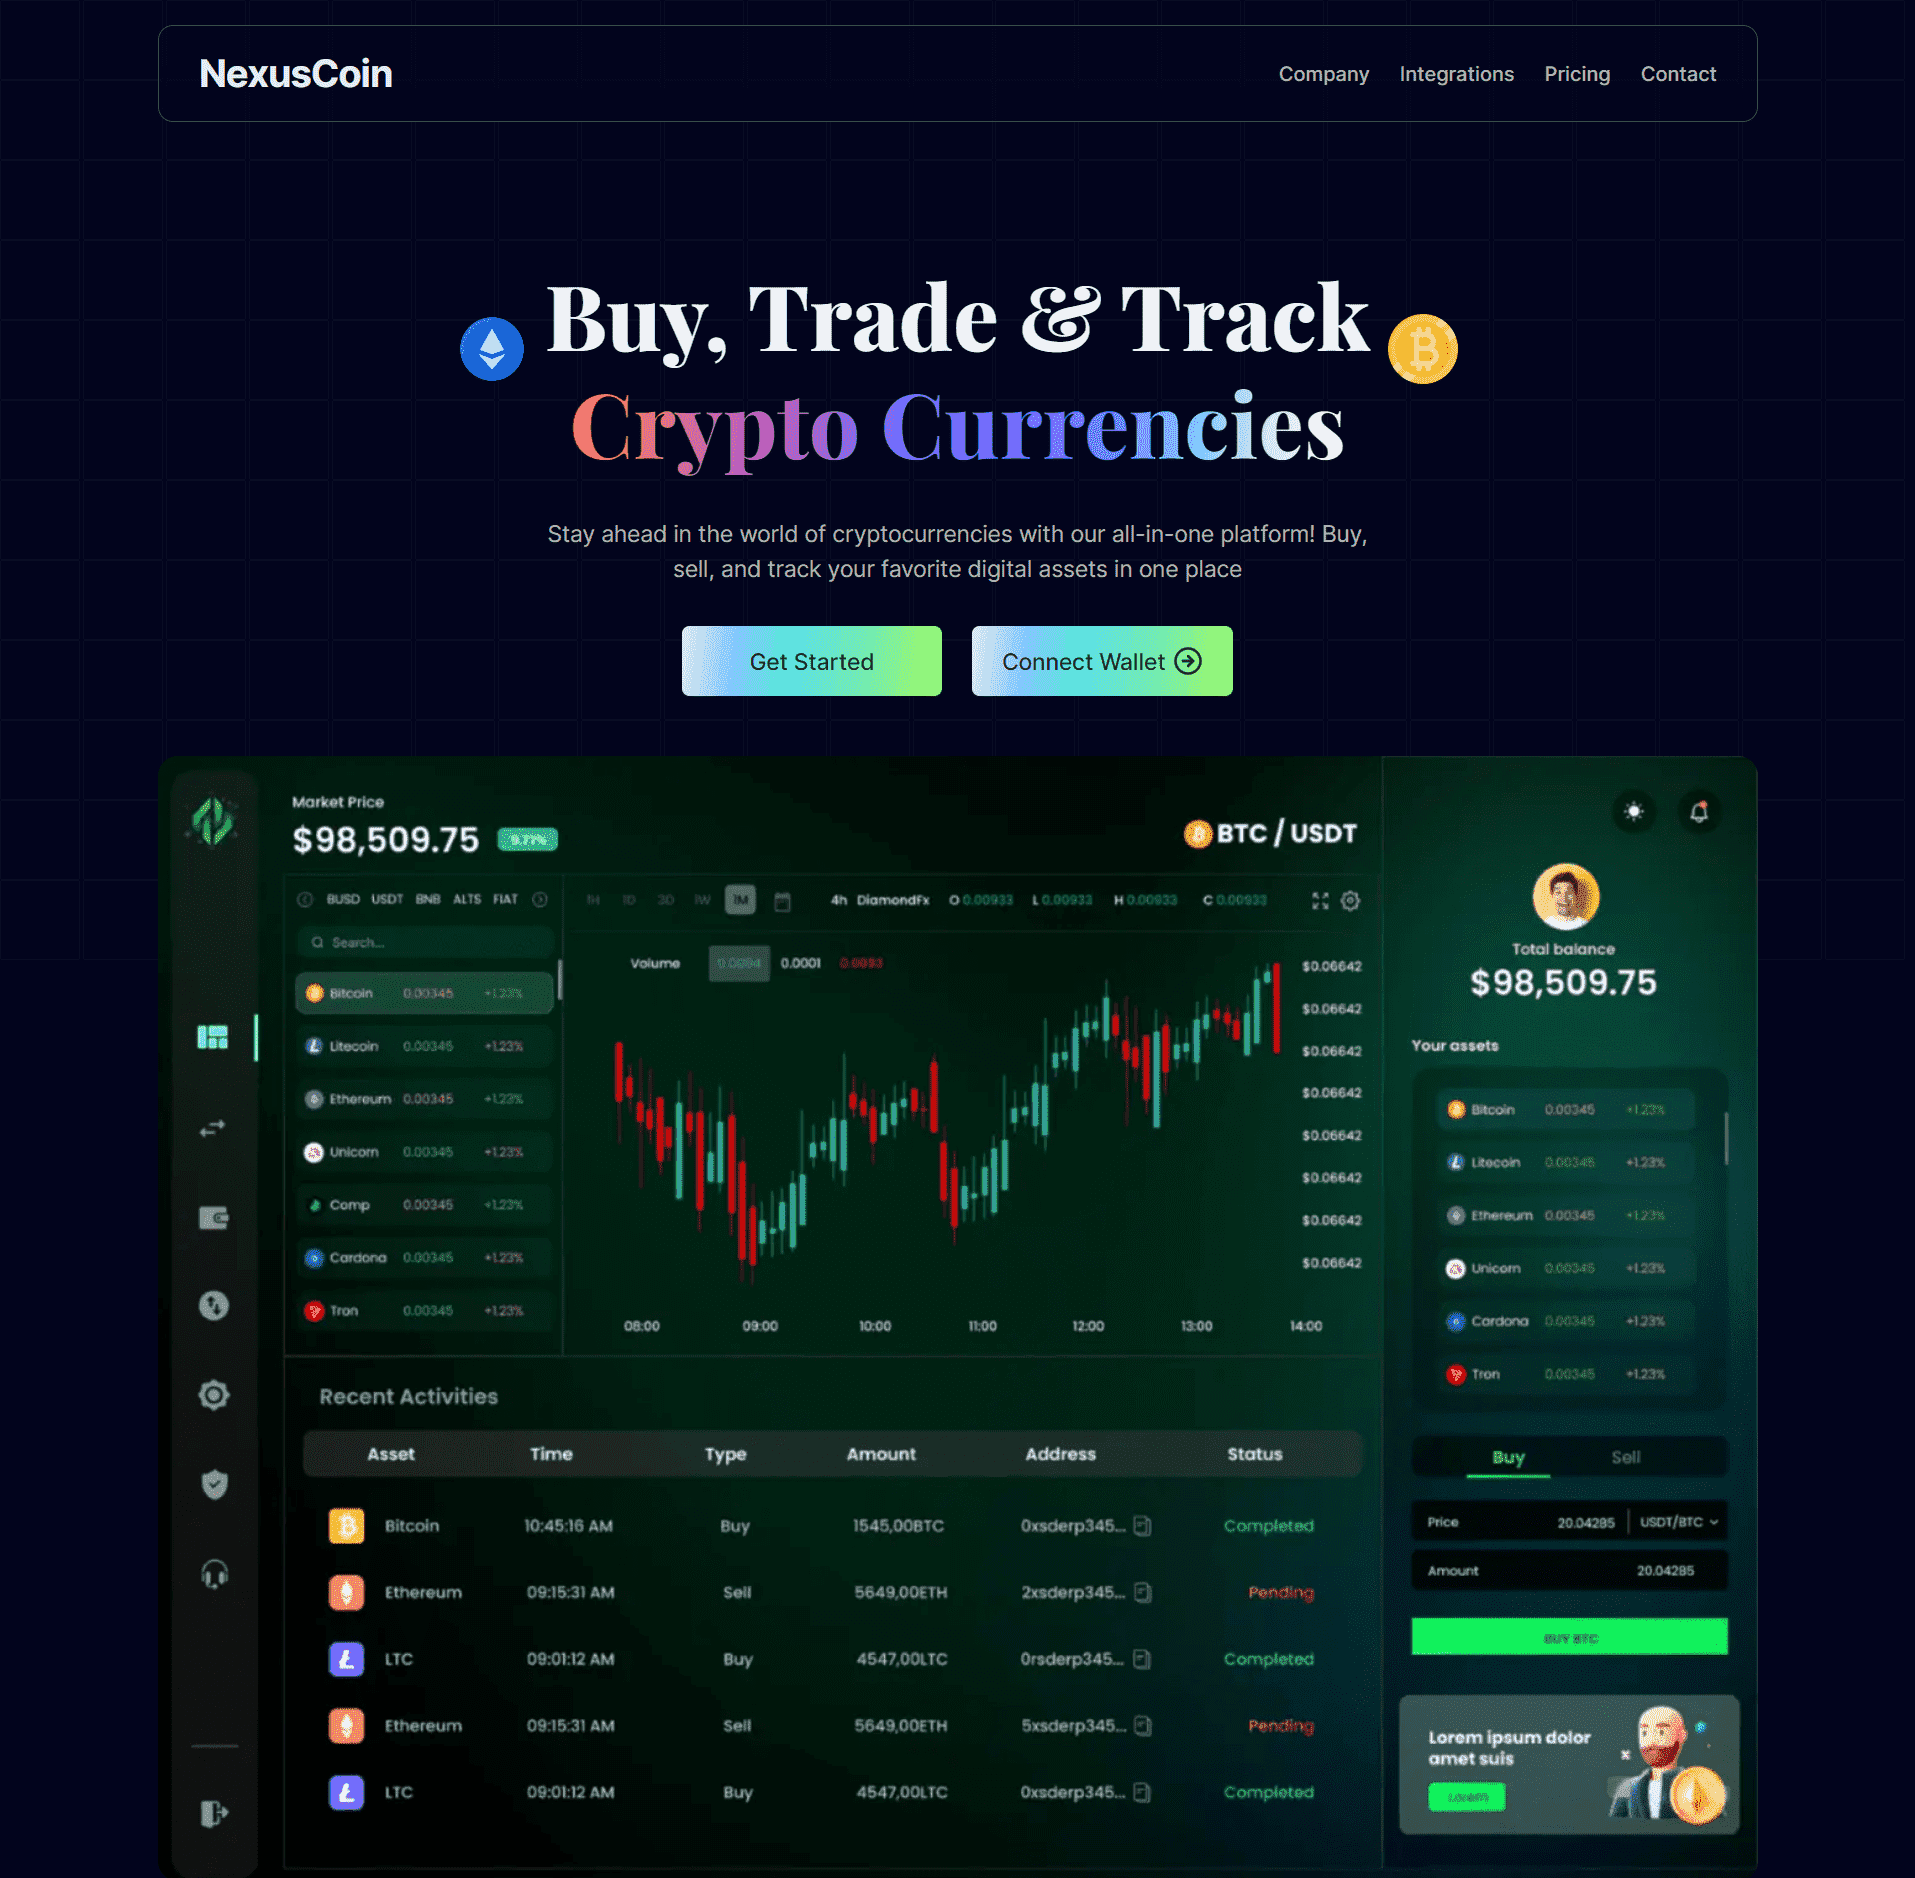 NexusCoin
Company Integrations Pricing Contact
Buy, Trade & Track
Crypto Currencies
Stay ahead in the world of cryptocurrencies with our all-in-one platform! Buy,
sell, and track your favorite digital assets in one place
Get Started
Connect Wallet
Market Price
$98,509.75 9.77%
BTC / USDT
BUSD USDT BNB ALTS FIAT
Search...
Bitcoin 0.00345 +1.23%
Litecoin 0.00345 +1.23%
Ethereum 0.00345 +1.23%
Unicorn 0.00345 +1.23%
Comp 0.00345 +1.23%
Cardona 0.00345 +1.23%
Tron 0.00345 +1.23%
1H 1D 3D 1W 1M
4h DiamondFx O 0.00933 L 0.00933 H 0.00933 C 0.00933
Volume 0.0094 0.0001 0.0093
$0.06642
$0.06642
$0.06642
$0.06642
$0.06642
$0.06642
$0.06642
$0.06642
08:00 09:00 10:00 11:00 12:00 13:00 14:00
Recent Activities
Asset Time Type Amount Address Status
Bitcoin 10:45:16 AM Buy 1545,00BTC 0xsderp345... Completed
Ethereum 09:15:31 AM Sell 5649,00ETH 2xsderp345... Pending
LTC 09:01:12 AM Buy 4547,00LTC 0rsderp345... Completed
Ethereum 09:15:31 AM Sell 5649,00ETH 5xsderp345... Pending
LTC 09:01:12 AM Buy 4547,00LTC 0xsderp345... Completed
Total balance
$98,509.75
Your assets
Bitcoin 0.00345 +1.23%
Litecoin 0.00345 +1.23%
Ethereum 0.00345 +1.23%
Unicorn 0.00345 +1.23%
Cardona 0.00345 +1.23%
Tron 0.00345 +1.23%
Buy Sell
Price 20.04285 USDT/BTC
Amount 20.04285
BUY BTC
Lorem ipsum dolor
amet suis
Lorem